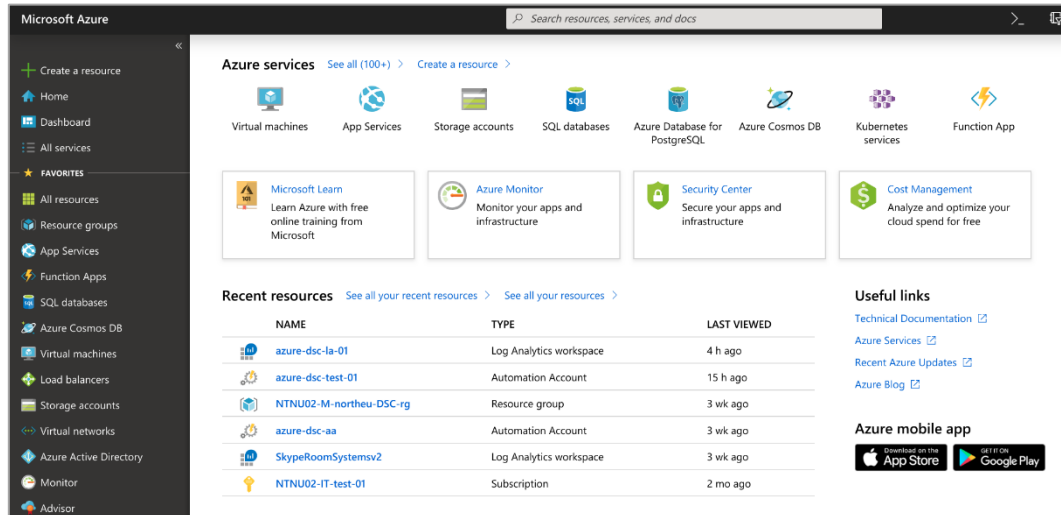 Microsoft Azure
Search resources, services, and docs
«
Create a resource
Home
Dashboard
All services
FAVORITES
All resources
Resource groups
App Services
Function Apps
SQL databases
Azure Cosmos DB
Virtual machines
Load balancers
Storage accounts
Virtual networks
Azure Active Directory
Monitor
Advisor
Azure services See all (100+) > Create a resource >
Virtual machines
App Services
Storage accounts
SQL
SQL databases
Azure Database for
PostgreSQL
Azure Cosmos DB
Kubernetes
services
Function App
101
Microsoft Learn
Learn Azure with free
online training from
Microsoft
Azure Monitor
Monitor your apps and
infrastructure
Security Center
Secure your apps and
infrastructure
$
Cost Management
Analyze and optimize your
cloud spend for free
Recent resources See all your recent resources > See all your resources >
NAME TYPE LAST VIEWED
azure-dsc-la-01 Log Analytics workspace 4 h ago
azure-dsc-test-01 Automation Account 15 h ago
NTNU02-M-northeu-DSC-rg Resource group 3 wk ago
azure-dsc-aa Automation Account 3 wk ago
SkypeRoomSystemsv2 Log Analytics workspace 3 wk ago
NTNU02-IT-test-01 Subscription 2 mo ago
Useful links
Technical Documentation
Azure Services
Recent Azure Updates
Azure Blog
Azure mobile app
Download on the
App Store
GET IT ON
Google Play